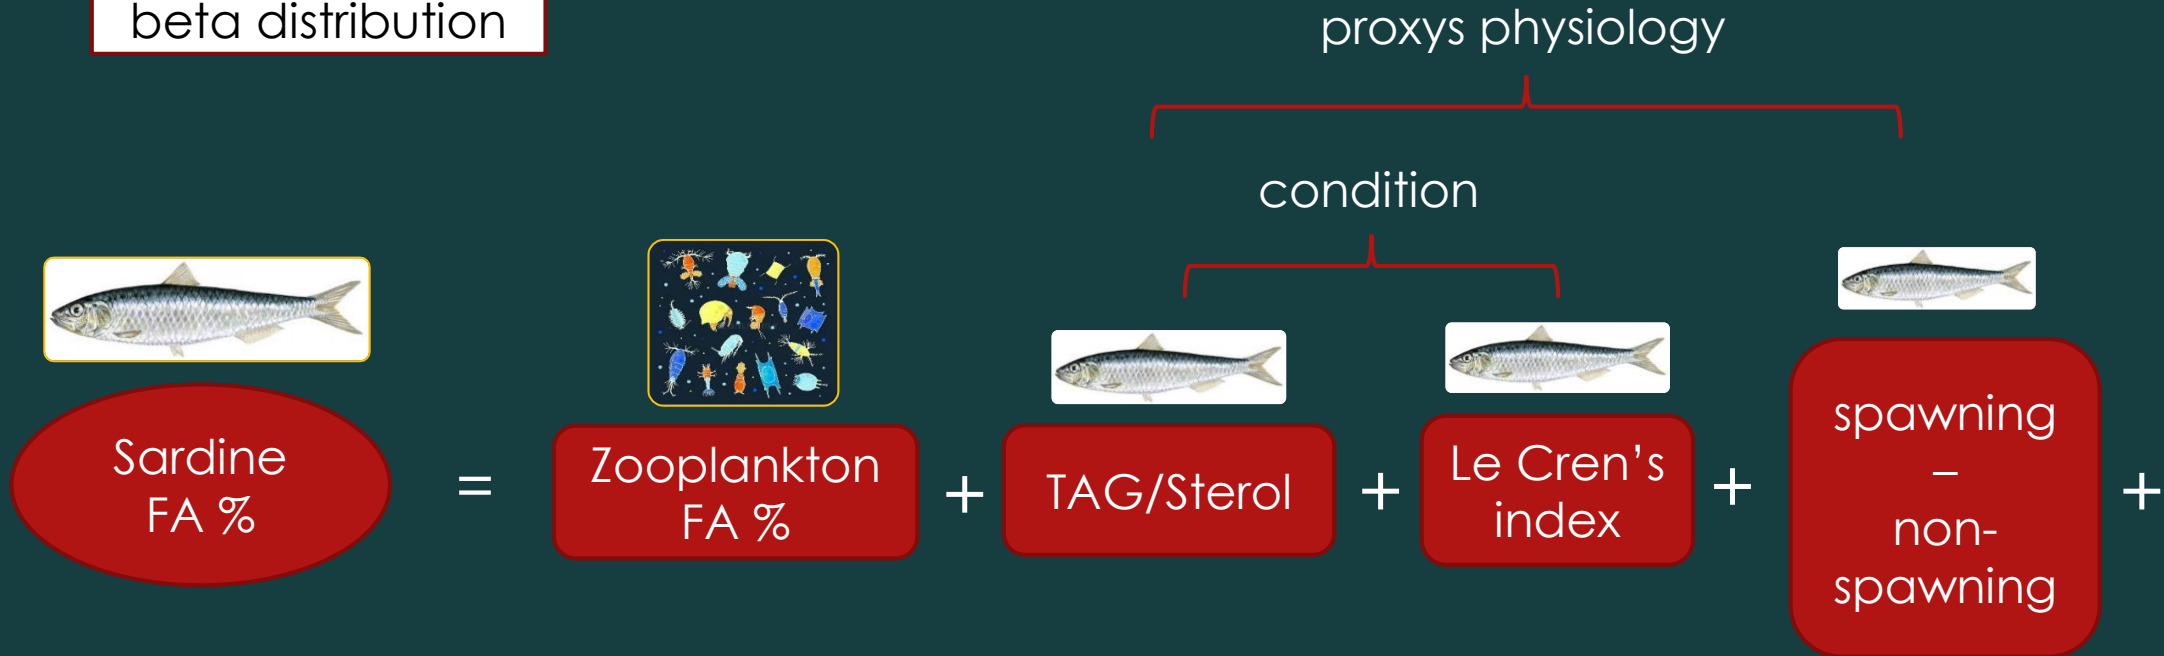 beta distribution
proxys physiology
condition
Sardine
FA %
=
Zooplankton
FA %
+
TAG/Sterol
+
Le Cren’s
index
+
spawning
–
non-
spawning
+